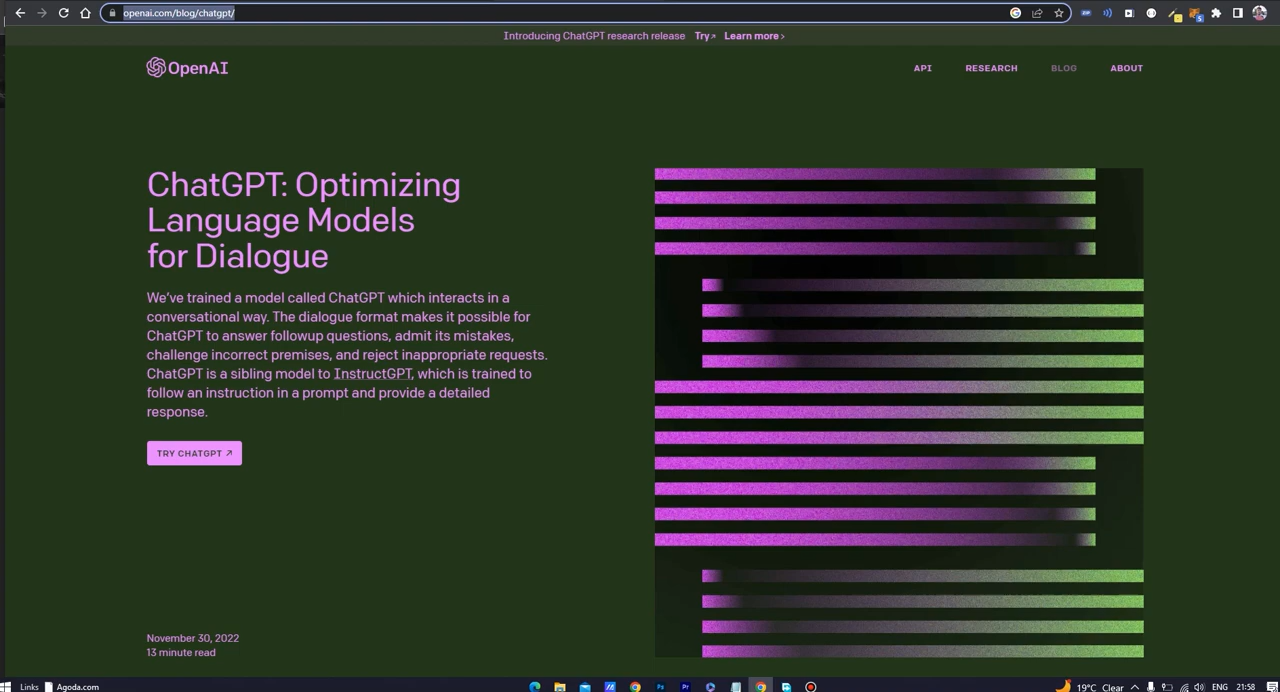 openai.com/blog/chatgpt/
Introducing ChatGPT research release Try↗ Learn more ›
OpenAI
API RESEARCH BLOG ABOUT
ChatGPT: Optimizing
Language Models
for Dialogue
We've trained a model called ChatGPT which interacts in a
conversational way. The dialogue format makes it possible for
ChatGPT to answer followup questions, admit its mistakes,
challenge incorrect premises, and reject inappropriate requests.
ChatGPT is a sibling model to InstructGPT, which is trained to
follow an instruction in a prompt and provide a detailed
response.
TRY CHATGPT ↗
November 30, 2022
13 minute read
Links Agoda.com 19°C Clear ENG 21:58